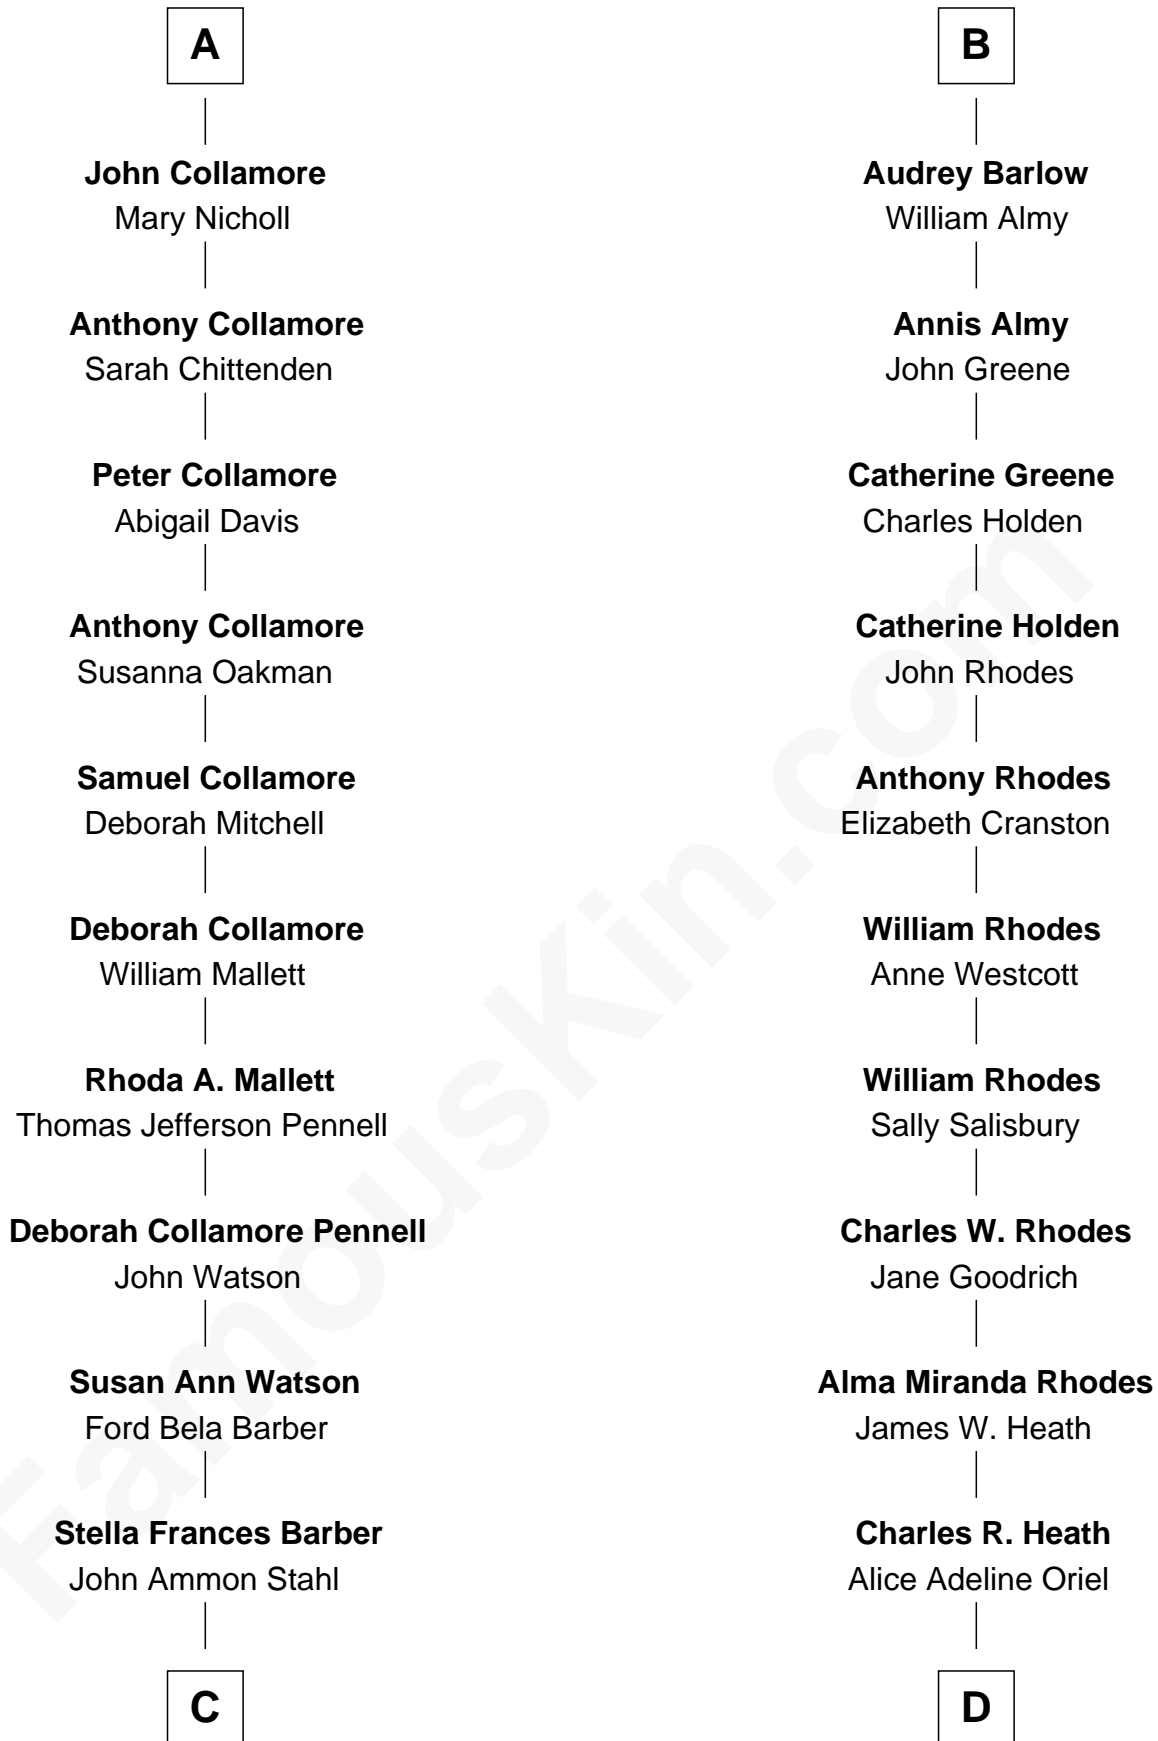 A
John Collamore
Mary Nicholl
Anthony Collamore
Sarah Chittenden
Peter Collamore
Abigail Davis
Anthony Collamore
Susanna Oakman
Samuel Collamore
Deborah Mitchell
Deborah Collamore
William Mallett
Rhoda A. Mallett
Thomas Jefferson Pennell
Deborah Collamore Pennell
John Watson
Susan Ann Watson
Ford Bela Barber
Stella Frances Barber
John Ammon Stahl
C
B
Audrey Barlow
William Almy
Annis Almy
John Greene
Catherine Greene
Charles Holden
Catherine Holden
John Rhodes
Anthony Rhodes
Elizabeth Cranston
William Rhodes
Anne Westcott
William Rhodes
Sally Salisbury
Charles W. Rhodes
Jane Goodrich
Alma Miranda Rhodes
James W. Heath
Charles R. Heath
Alice Adeline Oriel
D
FamousKin.com